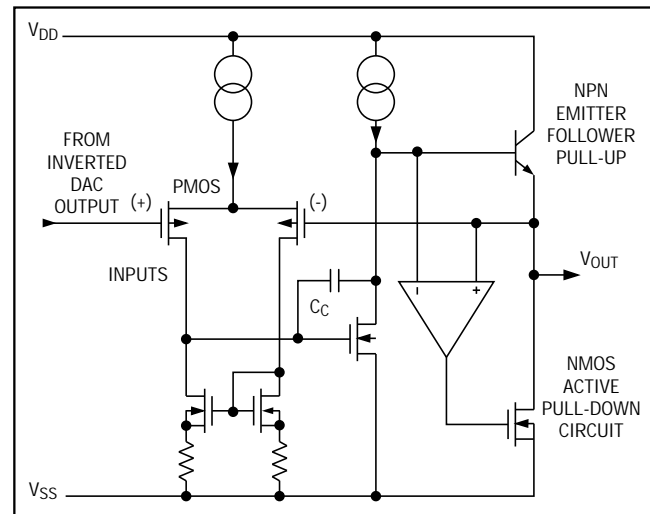 VDD
NPN
EMITTER
FOLLOWER
PULL-UP
FROM
INVERTED
DAC
OUTPUT
(+)
PMOS
(-)
INPUTS
CC
- +
VOUT
NMOS
ACTIVE
PULL-DOWN
CIRCUIT
VSS